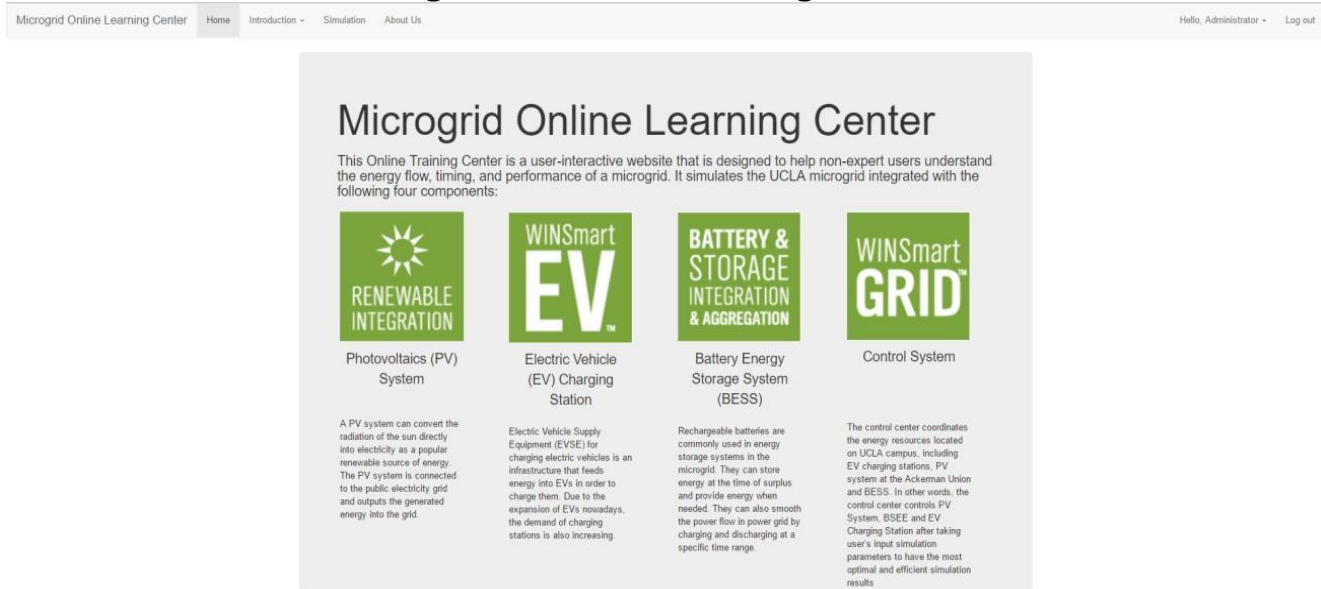 Microgrid Online Learning Center Home Introduction Simulation About Us Hello, Administrator Log out
Microgrid Online Learning Center
This Online Training Center is a user-interactive website that is designed to help non-expert users understand
the energy flow, timing, and performance of a microgrid. It simulates the UCLA microgrid integrated with the
following four components:
RENEWABLE
INTEGRATION
Photovoltaics (PV)
System
A PV system can convert the
radiation of the sun directly
into electricity as a popular
renewable source of energy.
The PV system is connected
to the public electricity grid
and outputs the generated
energy into the grid.
WINSmart
EV™
Electric Vehicle
(EV) Charging
Station
Electric Vehicle Supply
Equipment (EVSE) for
charging electric vehicles is an
infrastructure that feeds
energy into EVs in order to
charge them. Due to the
expansion of EVs nowadays,
the demand of charging
stations is also increasing.
BATTERY &
STORAGE
INTEGRATION
& AGGREGATION
Battery Energy
Storage System
(BESS)
Rechargeable batteries are
commonly used in energy
storage systems in the
microgrid. They can store
energy at the time of surplus
and provide energy when
needed. They can also smooth
the power flow in power grid by
charging and discharging at a
specific time range.
WINSmart
GRID™
Control System
The control center coordinates
the energy resources located
on UCLA campus, including
EV charging stations, PV
system at the Ackerman Union
and BESS. In other words, the
control center controls PV
System, BSEE and EV
Charging Station after taking
user's input simulation
parameters to have the most
optimal and efficient simulation
results